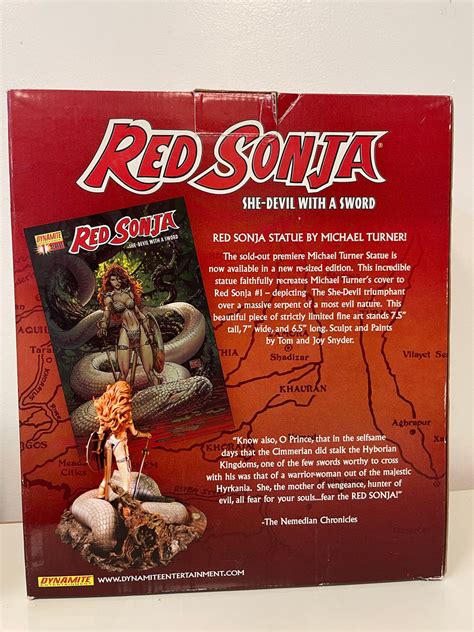 RED SONJA®
SHE-DEVIL WITH A SWORD
RED SONJA STATUE BY MICHAEL TURNER!
The sold-out premiere Michael Turner Statue is
now available in a new re-sized edition. This incredible
statue faithfully recreates Michael Turner's cover to
Red Sonja #1 – depicting The She-Devil triumphant
over a massive serpent of a most evil nature. This
beautiful piece of strictly limited fine art stands 7.5"
tall, 7" wide, and 6.5" long. Sculpt and Paints
by Tom and Joy Snyder.
DYNAMITE
1
RED SONJA
SHE-DEVIL WITH A SWORD
Shadizar
KHAURAN
Aghrapur
Media
Cities
"Know also, O Prince, that in the selfsame
days that the Cimmerian did stalk the Hyborian
Kingdoms, one of the few swords worthy to cross
with his was that of a warrior-woman out of the majestic
Hyrkania. She, the mother of vengeance, hunter of
evil, all fear for your souls...fear the RED SONJA!"
-The Nemedian Chronicles
DYNAMITE
WWW.DYNAMITEENTERTAINMENT.COM